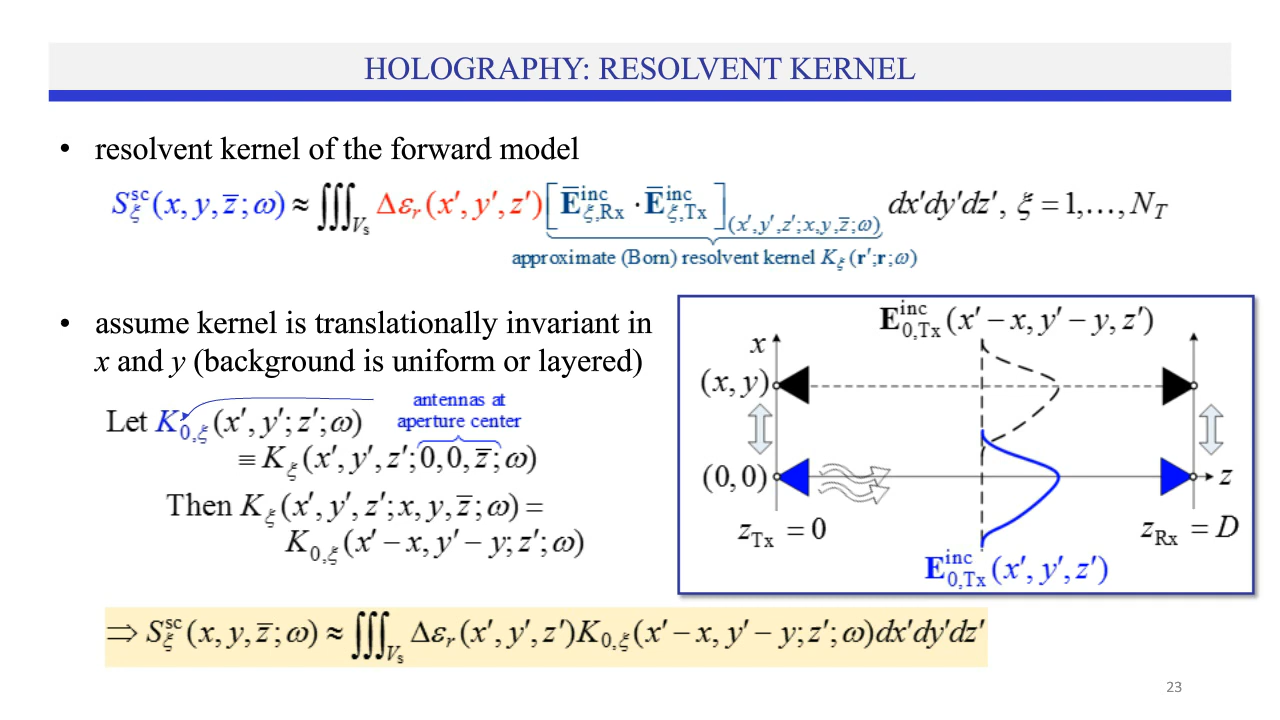 HOLOGRAPHY: RESOLVENT KERNEL
• resolvent kernel of the forward model
S_ξ^sc (x, y, z̅; ω) ≈ ∭_Vs Δε_r (x′, y′, z′) [E̅_ξ,Rx^inc · E̅_ξ,Tx^inc]_(x′,y′,z′; x,y,z̅; ω) dx′dy′dz′, ξ = 1,…, N_T
approximate (Born) resolvent kernel K_ξ (r′;r;ω)
• assume kernel is translationally invariant in
x and y (background is uniform or layered)
antennas at
aperture center
Let K_0,ξ (x′, y′; z′; ω)
≡ K_ξ (x′, y′, z′; 0, 0, z̅; ω)
Then K_ξ (x′, y′, z′; x, y, z̅; ω) =
K_0,ξ (x′ − x, y′ − y; z′; ω)
E_0,Tx^inc (x′ − x, y′ − y, z′)
x
(x, y)
(0, 0)
z
z_Tx = 0
z_Rx = D
E_0,Tx^inc (x′, y′, z′)
⇒ S_ξ^sc (x, y, z̅; ω) ≈ ∭_Vs Δε_r (x′, y′, z′)K_0,ξ (x′ − x, y′ − y; z′; ω)dx′dy′dz′
23